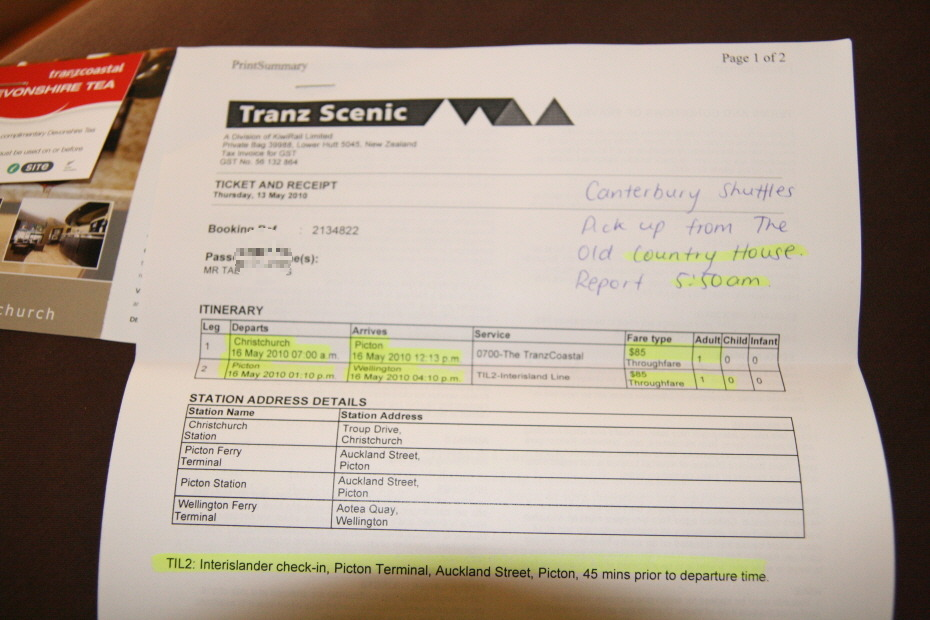 PrintSummary
Page 1 of 2
tranzcoastal
EVONSHIRE TEA
complimentary Devonshire Tea
must be used on or before
SITE
church
Tranz Scenic
A Division of KiwiRail Limited
Private Bag 39988, Lower Hutt 5045, New Zealand
Tax Invoice for GST
GST No: 56 132 864
TICKET AND RECEIPT
Thursday, 13 May 2010
Canterbury Shuttles
Pick up from The
Old Country House.
Report 5:50am.
Booking : 2134822
Pass e(s):
MR TAE
ITINERARY
Leg Departs Arrives Service Fare type Adult Child Infant
1 Christchurch Picton 0700-The TranzCoastal $85 1 0 0
16 May 2010 07:00 a.m. 16 May 2010 12:13 p.m. Throughfare
2 Picton Wellington TIL2-Interisland Line $85 1 0 0
16 May 2010 01:10 p.m. 16 May 2010 04:10 p.m. Throughfare
STATION ADDRESS DETAILS
Station Name Station Address
Christchurch Troup Drive,
Station Christchurch
Picton Ferry Auckland Street,
Terminal Picton
Picton Station Auckland Street,
Picton
Wellington Ferry Aotea Quay,
Terminal Wellington
TIL2: Interislander check-in, Picton Terminal, Auckland Street, Picton, 45 mins prior to departure time.